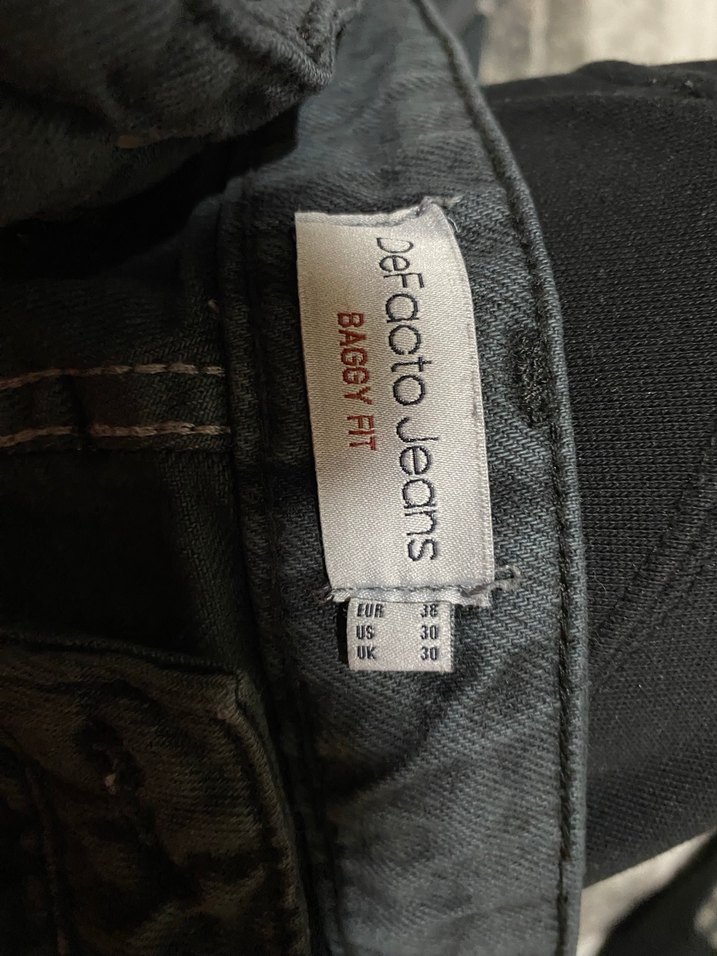 DeFacto Jeans
BAGGY FIT
EUR 38
US 30
UK 30